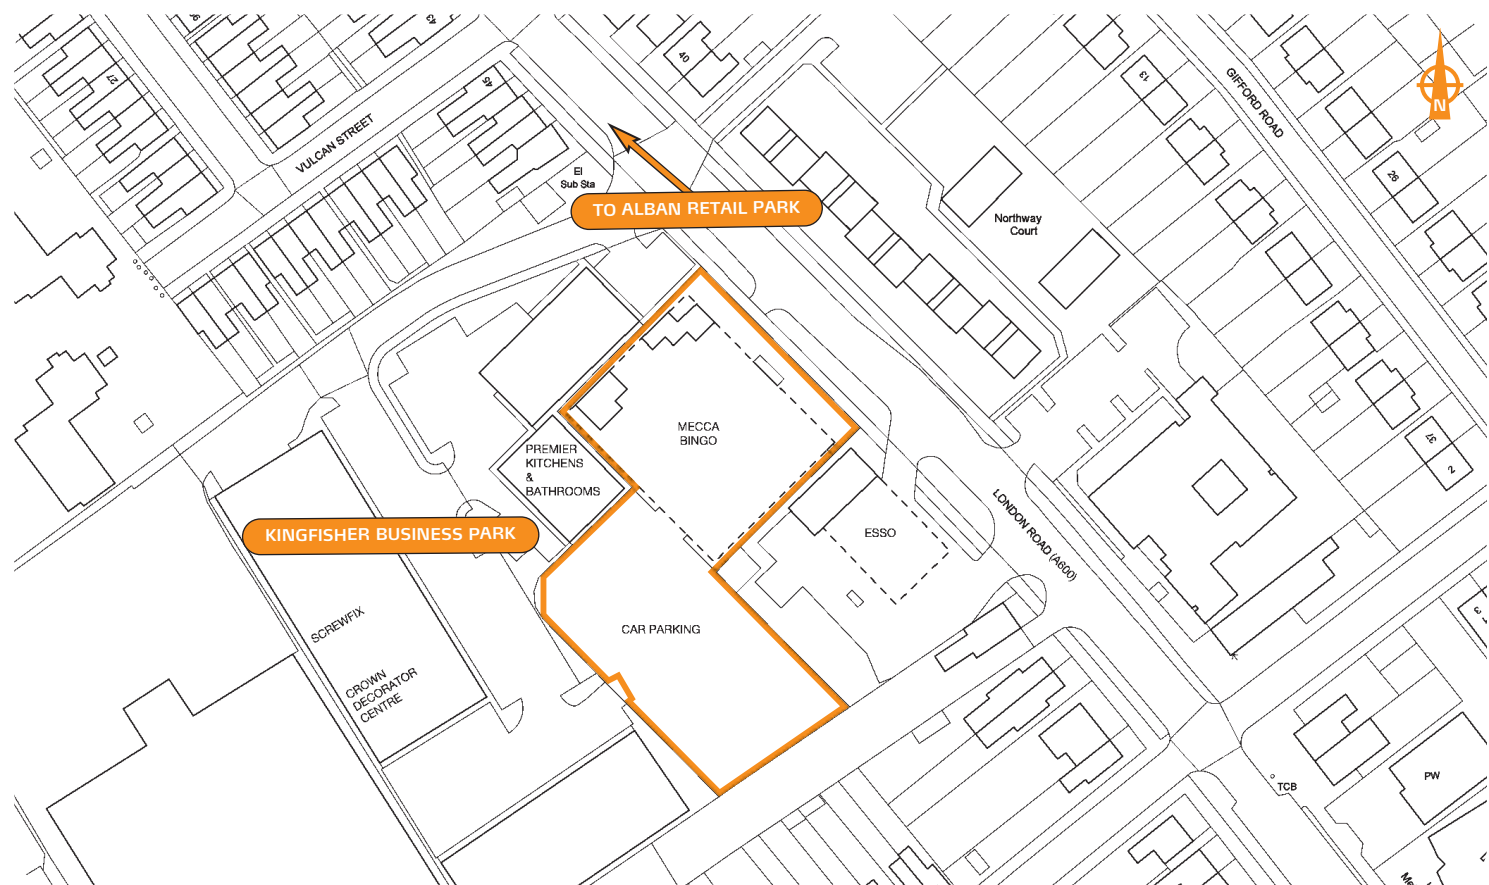 43
27
40
45
13
GIFFORD ROAD
N
VULCAN STREET
El
Sub Sta
26
TO ALBAN RETAIL PARK
Northway
Court
MECCA
BINGO
PREMIER
KITCHENS
&
BATHROOMS
37
2
LONDON ROAD (A600)
KINGFISHER BUSINESS PARK
ESSO
SCREWFIX
3
CAR PARKING
CROWN
DECORATOR
CENTRE
PW
TCB